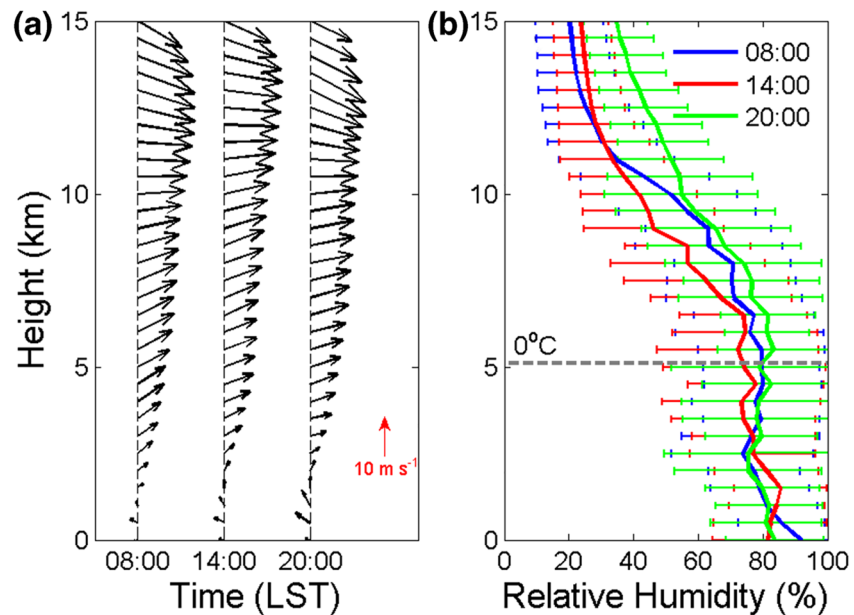 (a)
15
10
5
0
Height (km)
08:00 14:00 20:00
Time (LST)
10 m s⁻¹
(b)
15
10
5
0
08:00
14:00
20:00
0°C
0 20 40 60 80 100
Relative Humidity (%)